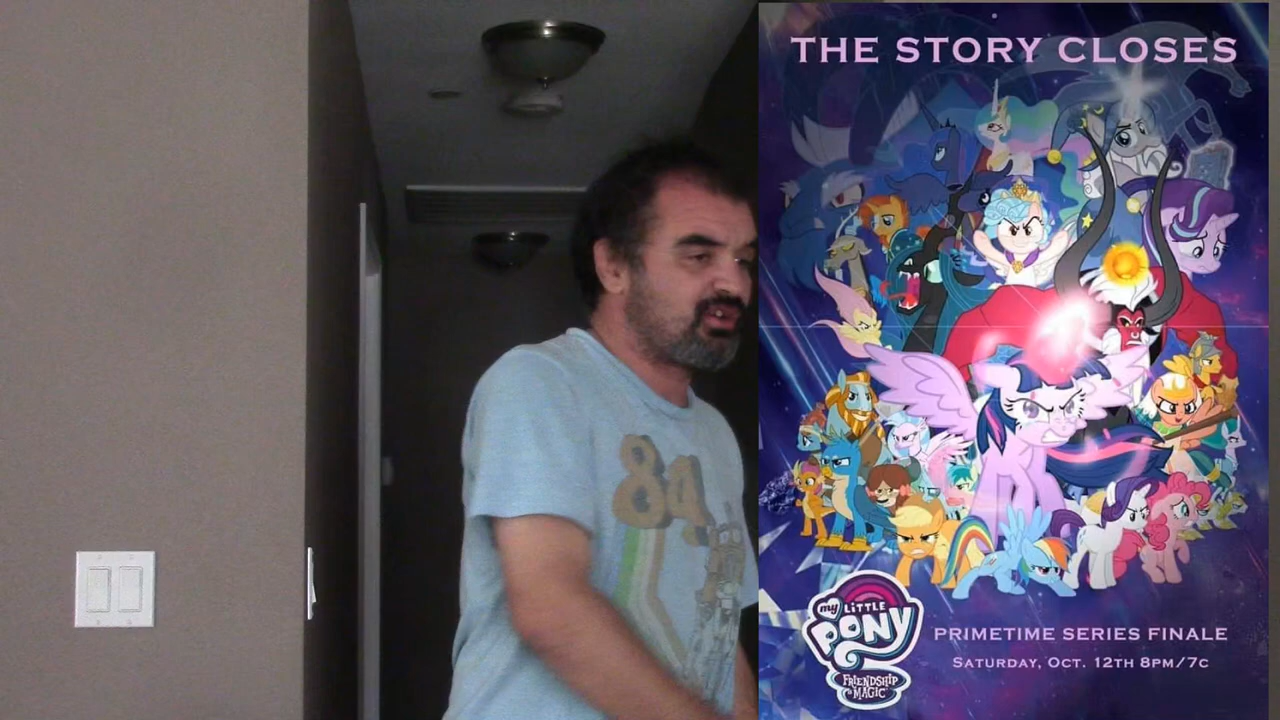 84
THE STORY CLOSES
my LiTTLE
PONY
FRIENDSHIP
IS MAGIC
PRIMETIME SERIES FINALE
SATURDAY, OCT. 12TH 8PM/7C